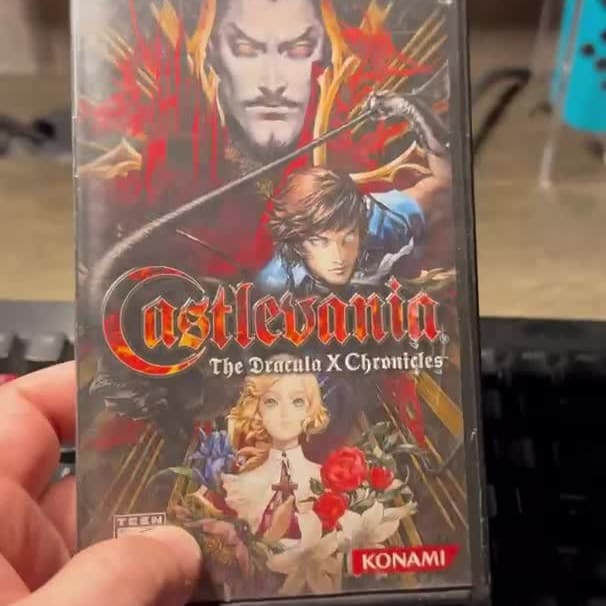 Castlevania
The Dracula X Chronicles
TEEN
KONAMI